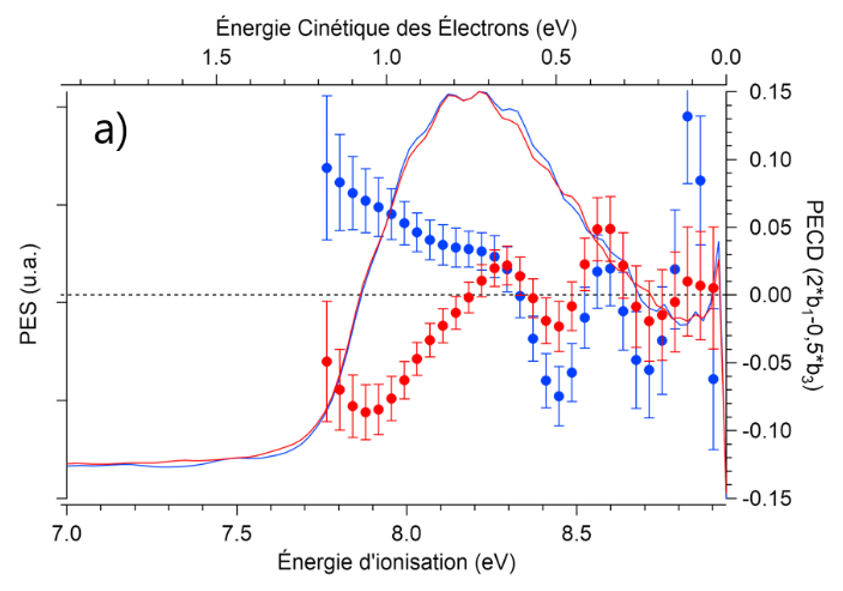 Énergie Cinétique des Électrons (eV)
1.5 1.0 0.5 0.0
a)
0.15
0.10
0.05
0.00
-0.05
-0.10
-0.15
PES (u.a.)
PECD (2*b1-0,5*b3)
7.0 7.5 8.0 8.5
Énergie d'ionisation (eV)